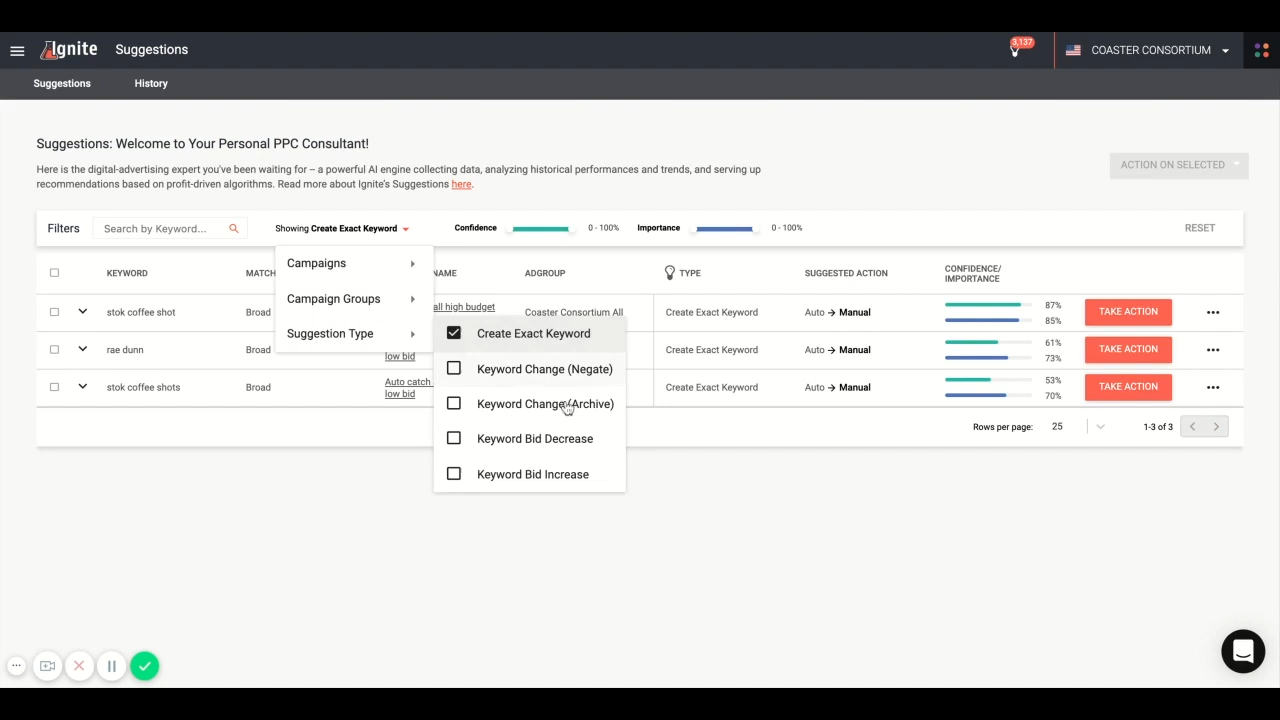 Ignite Suggestions 3,137 COASTER CONSORTIUM
Suggestions History
Suggestions: Welcome to Your Personal PPC Consultant!
Here is the digital-advertising expert you've been waiting for – a powerful AI engine collecting data, analyzing historical performances and trends, and serving up
recommendations based on profit-driven algorithms. Read more about Ignite's Suggestions here.
ACTION ON SELECTED
Filters Search by Keyword... Showing Create Exact Keyword Confidence 0 - 100% Importance 0 - 100% RESET
Campaigns
Campaign Groups
Suggestion Type
Create Exact Keyword
Keyword Change (Negate)
Keyword Change (Archive)
Keyword Bid Decrease
Keyword Bid Increase
KEYWORD MATCH NAME ADGROUP TYPE SUGGESTED ACTION CONFIDENCE/
IMPORTANCE
stok coffee shot Broad all high budget Coaster Consortium All Create Exact Keyword Auto → Manual 87% TAKE ACTION
85%
rae dunn Broad low bid Create Exact Keyword Auto → Manual 61% TAKE ACTION
73%
stok coffee shots Broad Auto catch Create Exact Keyword Auto → Manual 53% TAKE ACTION
low bid 70%
Rows per page: 25 1-3 of 3